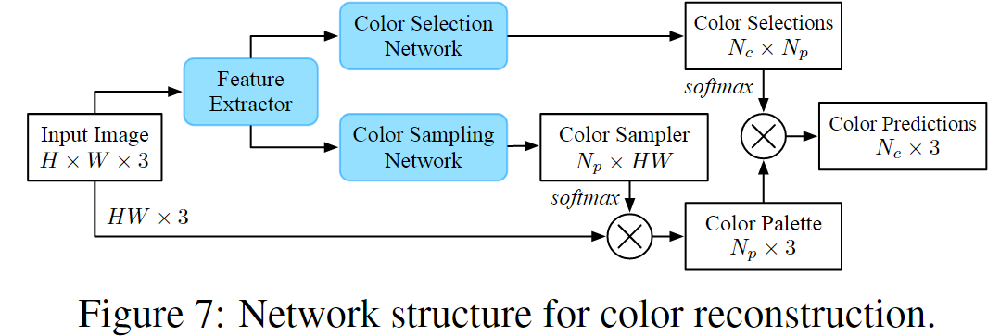 Color Selection
Network
Color Selections
N_c × N_p
softmax
Feature
Extractor
Input Image
H × W × 3
Color Sampling
Network
Color Sampler
N_p × HW
softmax
Color Predictions
N_c × 3
HW × 3
Color Palette
N_p × 3
Figure 7: Network structure for color reconstruction.